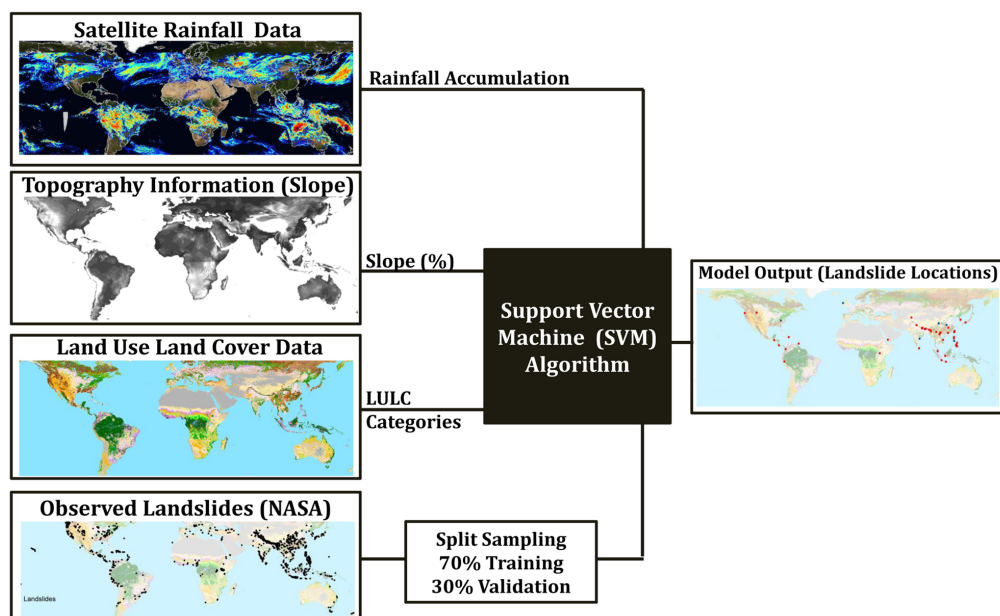 Satellite Rainfall Data
Rainfall Accumulation
Topography Information (Slope)
Slope (%)
Land Use Land Cover Data
LULC
Categories
Observed Landslides (NASA)
Landslides
Split Sampling
70% Training
30% Validation
Support Vector
Machine (SVM)
Algorithm
Model Output (Landslide Locations)